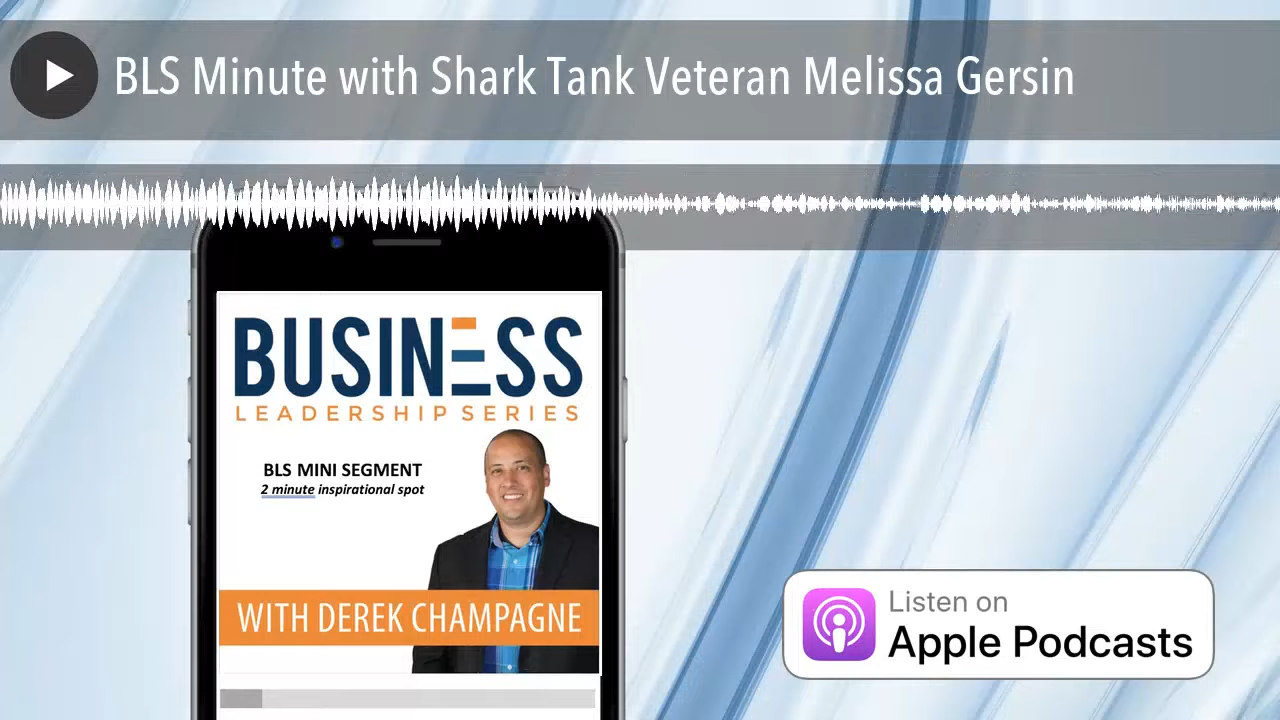 BLS Minute with Shark Tank Veteran Melissa Gersin
BUSINESS
LEADERSHIP SERIES
BLS MINI SEGMENT
2 minute inspirational spot
WITH DEREK CHAMPAGNE
Listen on
Apple Podcasts